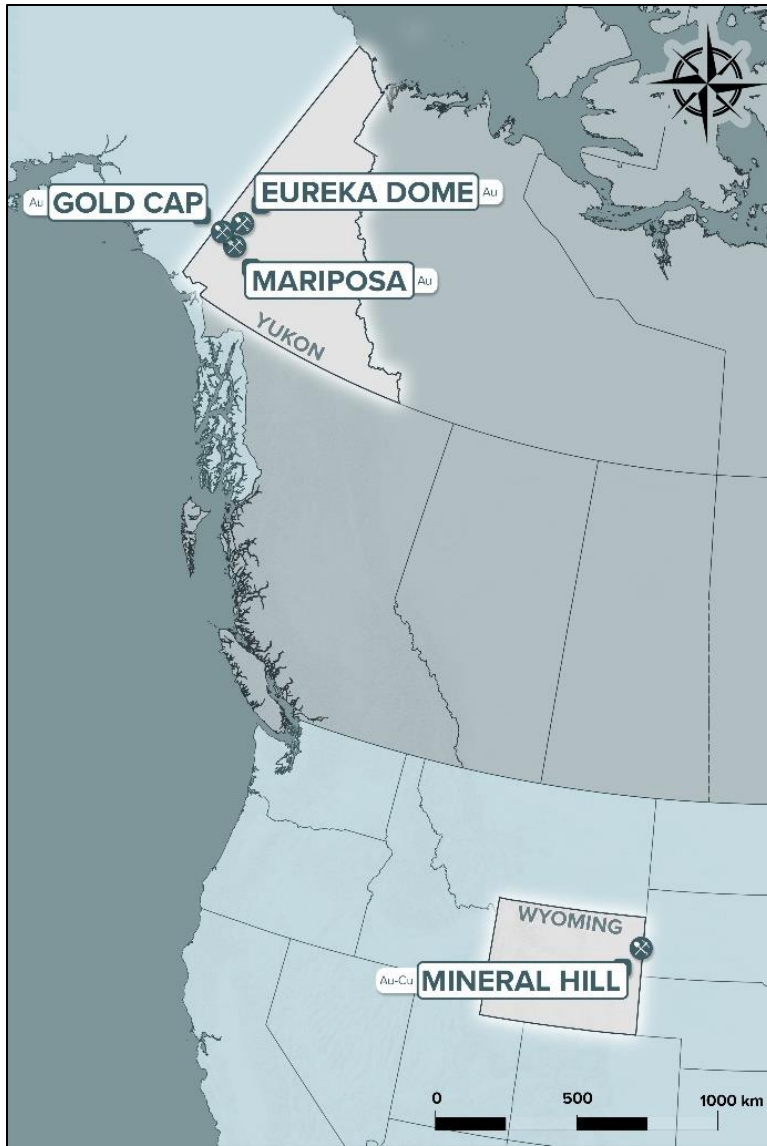 EUREKA DOME
Au
Au
GOLD CAP
MARIPOSA
Au
YUKON
WYOMING
Au-Cu
MINERAL HILL
0
500
1000 km